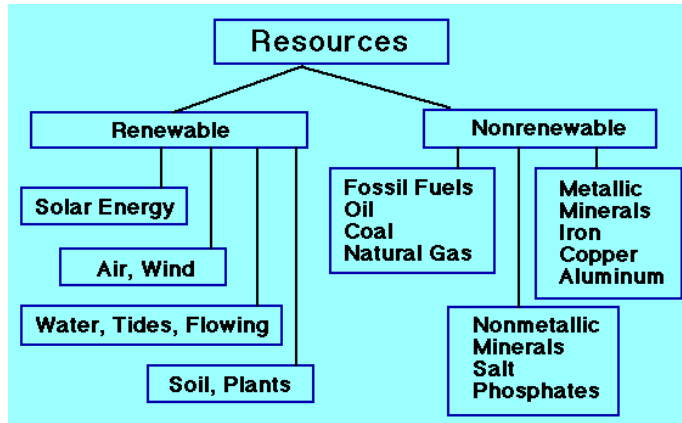 Resources
Renewable
Nonrenewable
Solar Energy
Air, Wind
Water, Tides, Flowing
Soil, Plants
Fossil Fuels
Oil
Coal
Natural Gas
Nonmetallic
Minerals
Salt
Phosphates
Metallic
Minerals
Iron
Copper
Aluminum